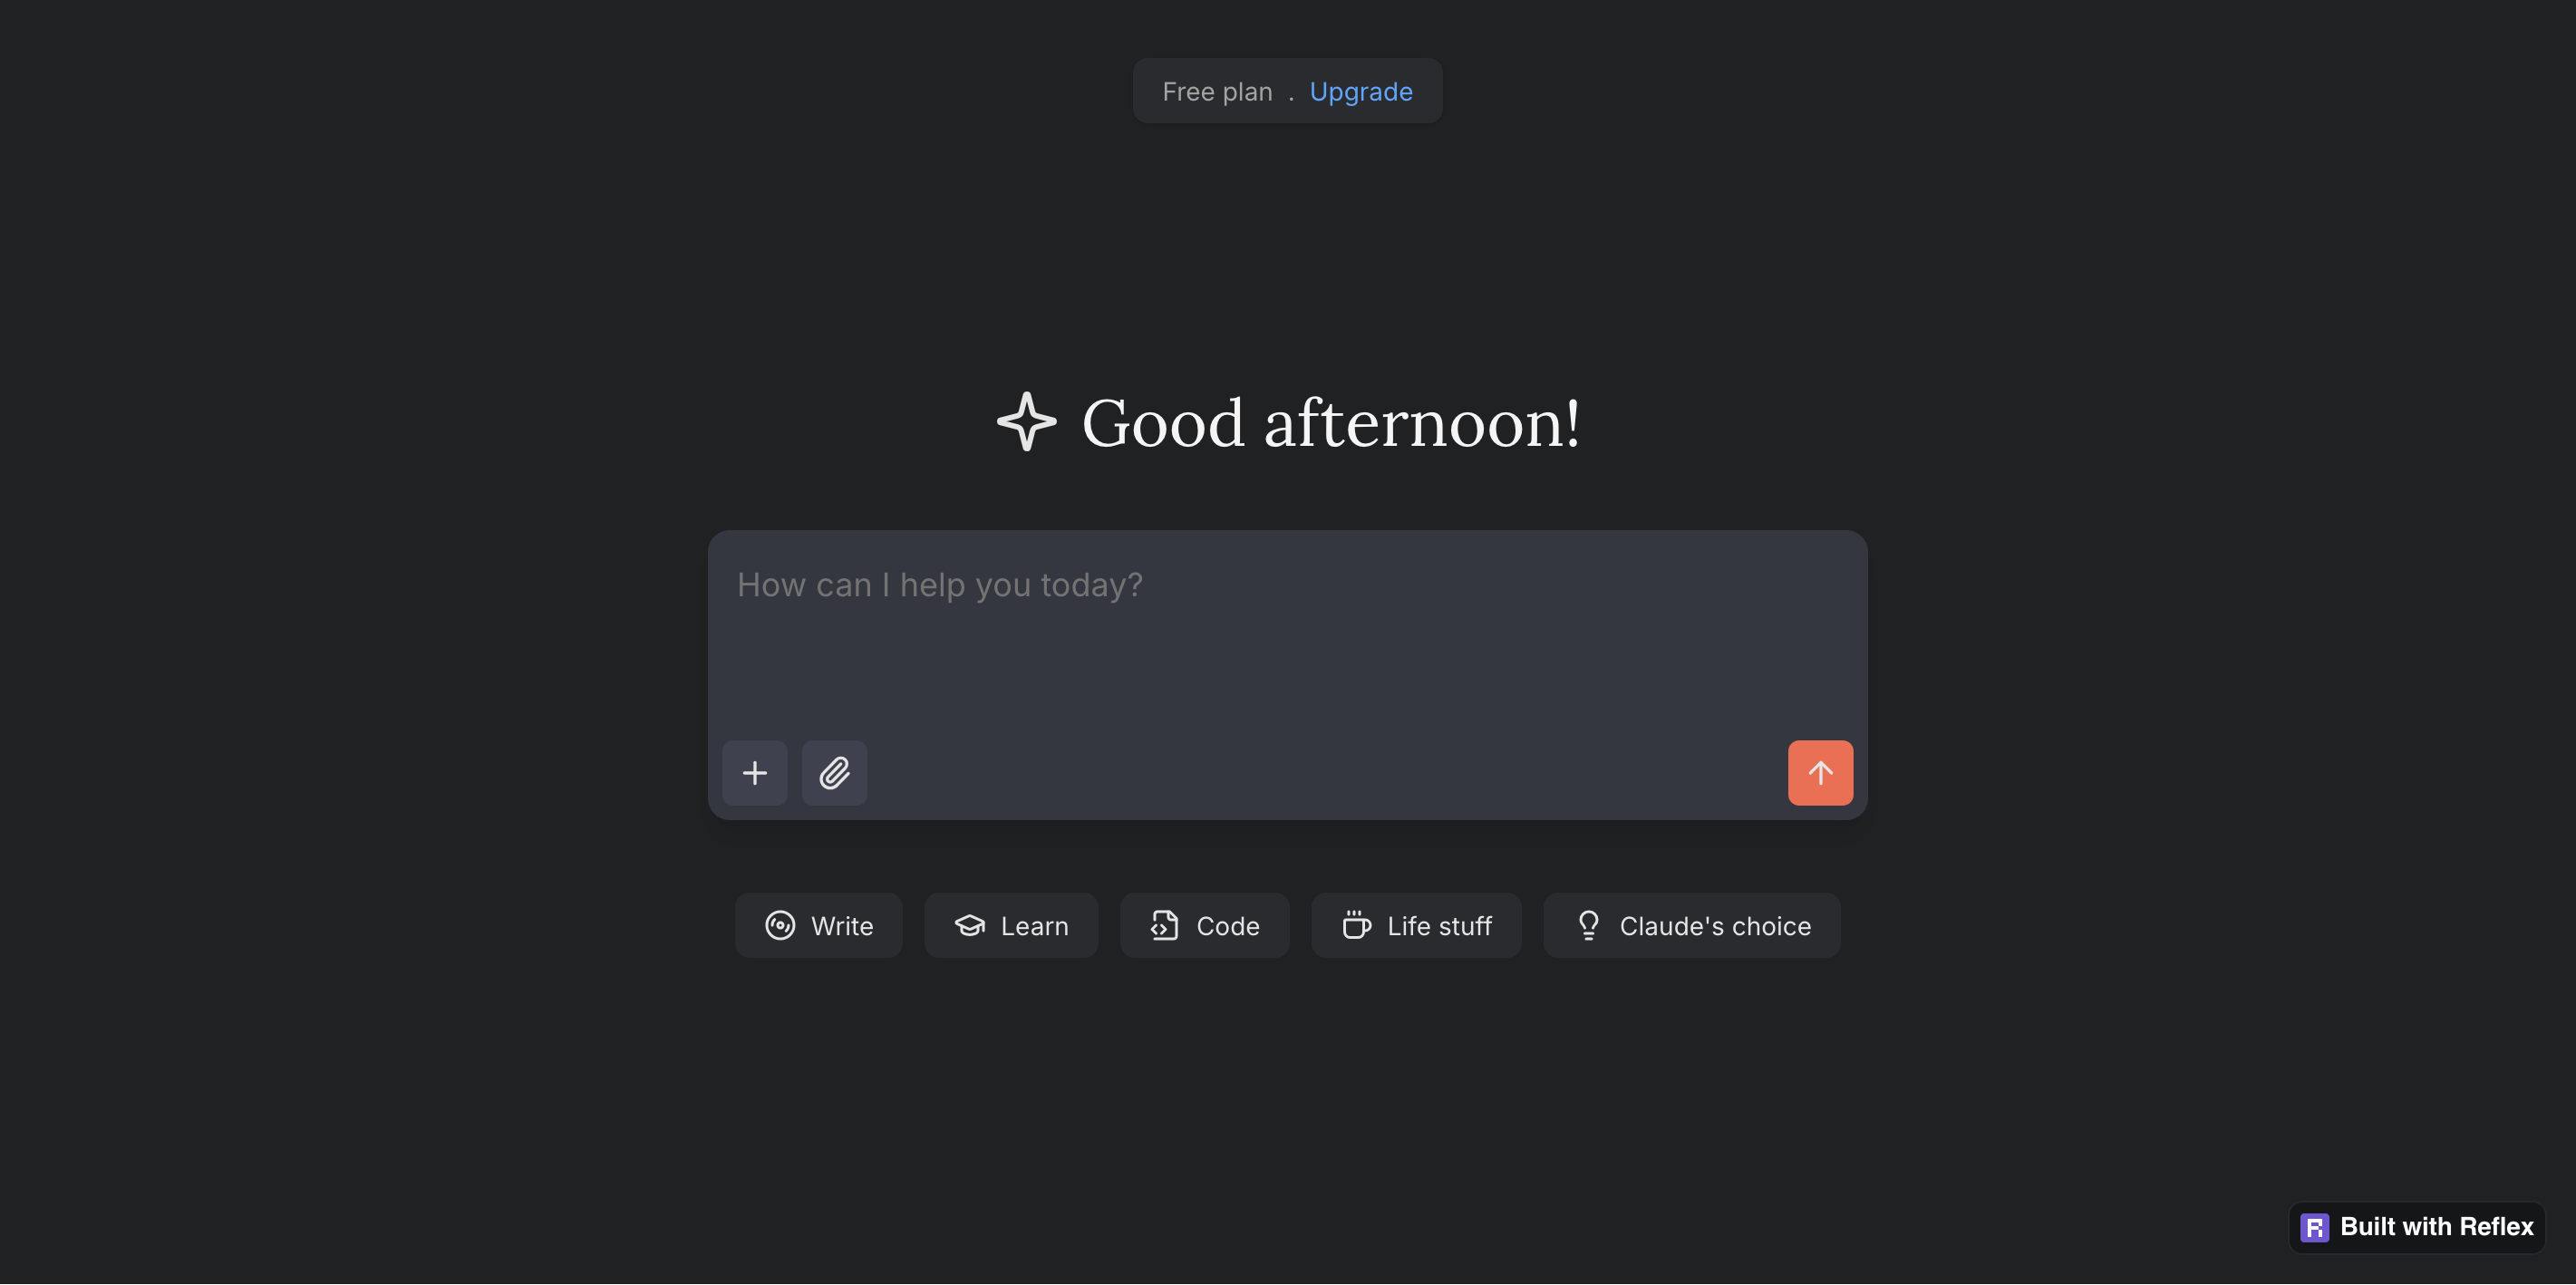 Free plan . Upgrade
Good afternoon!
How can I help you today?
Write
Learn
Code
Life stuff
Claude's choice
Built with Reflex